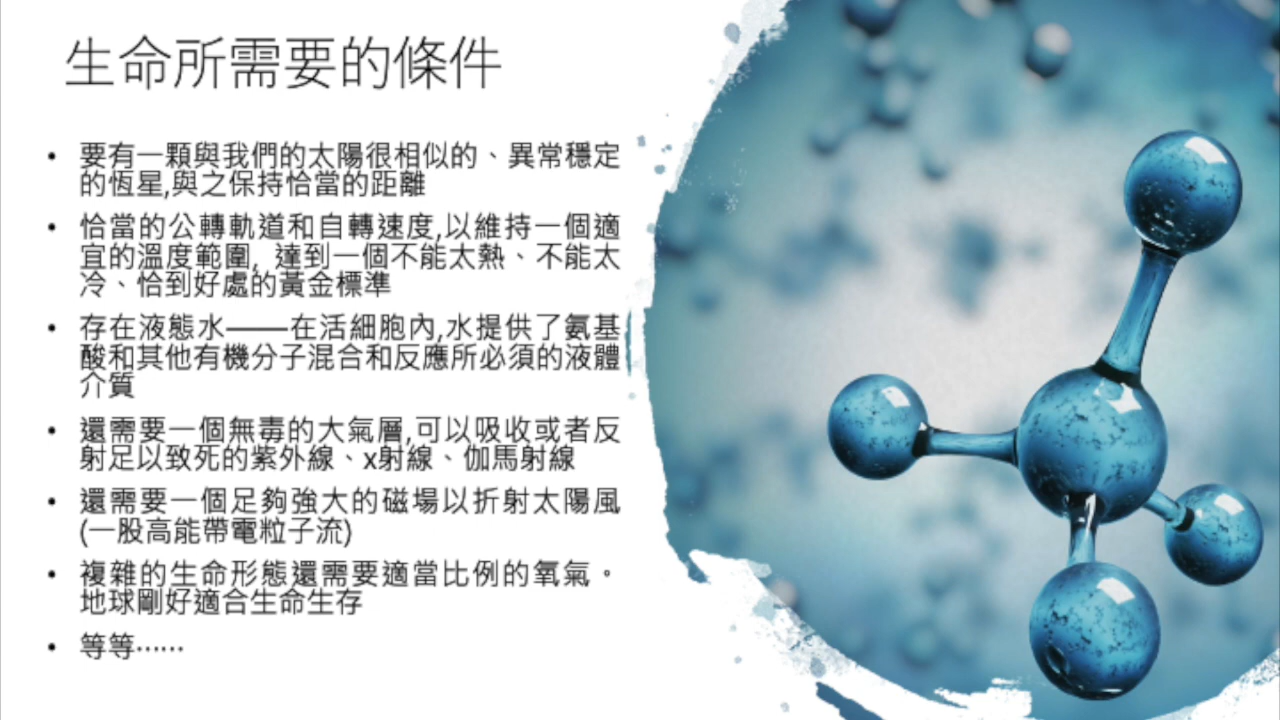 生命所需要的條件
• 要有一顆與我們的太陽很相似的、異常穩定
的恆星,與之保持恰當的距離
• 恰當的公轉軌道和自轉速度,以維持一個適
宜的溫度範圍, 達到一個不能太熱、不能太
冷、恰到好處的黃金標準
• 存在液態水——在活細胞內,水提供了氨基
酸和其他有機分子混合和反應所必須的液體
介質
• 還需要一個無毒的大氣層,可以吸收或者反
射足以致死的紫外線、x射線、伽馬射線
• 還需要一個足夠強大的磁場以折射太陽風
(一股高能帶電粒子流)
• 複雜的生命形態還需要適當比例的氧氣。
地球剛好適合生命生存
• 等等……